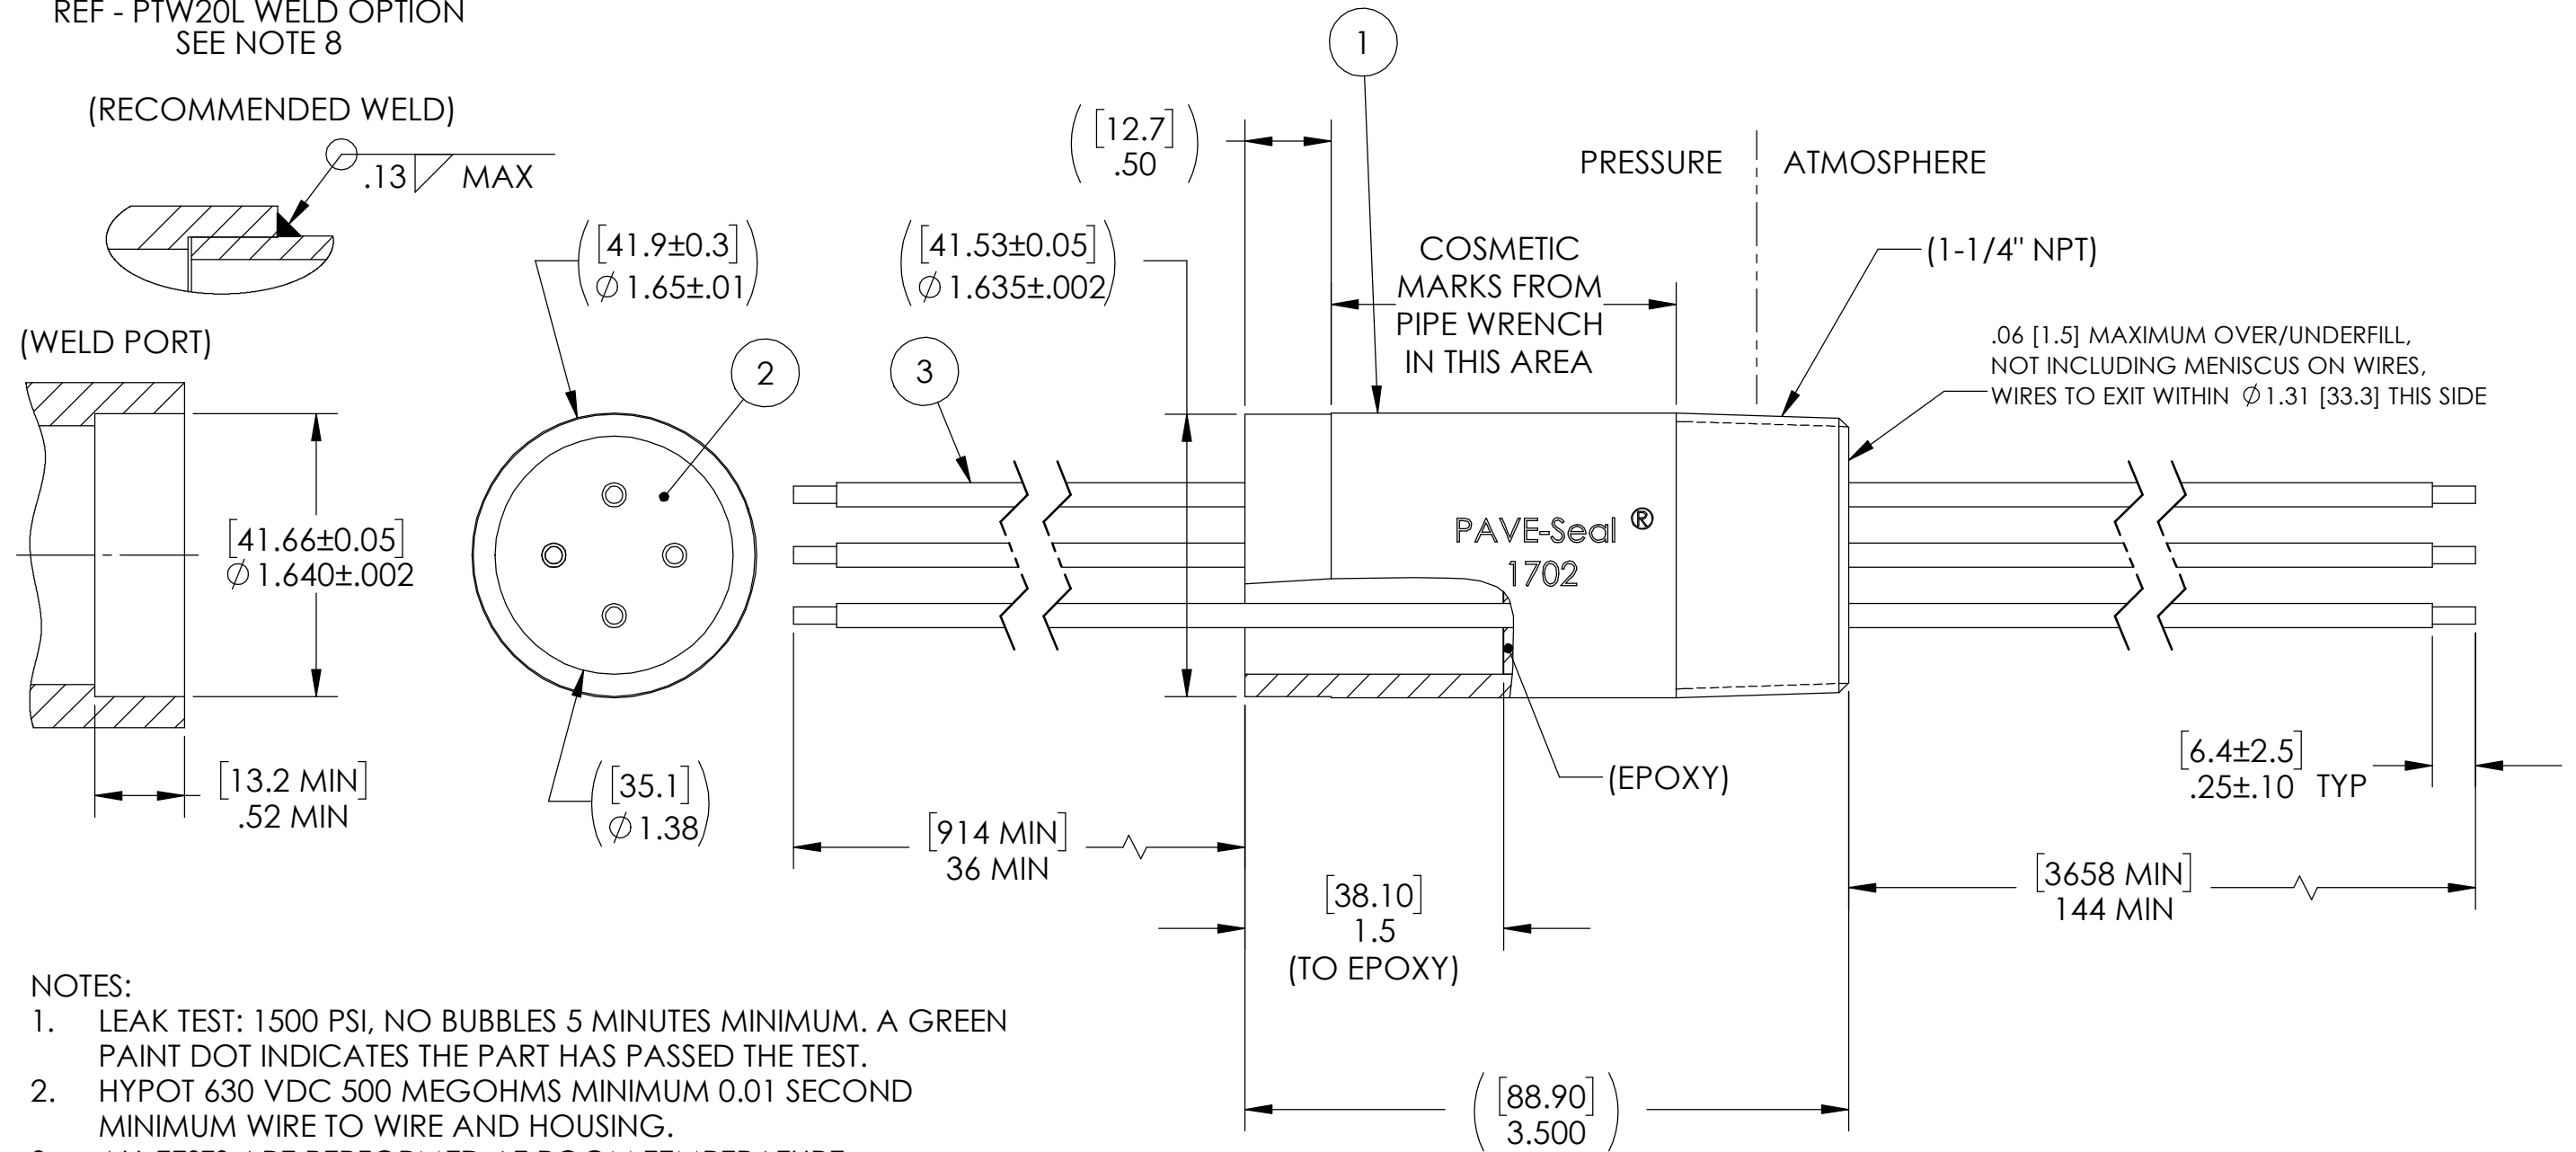 REF - PTW20L WELD OPTION
SEE NOTE 8
(RECOMMENDED WELD)
.13 MAX
(WELD PORT)
[41.66±0.05]
∅ 1.640±.002
[13.2 MIN]
.52 MIN
([41.9±0.3]
∅ 1.65±.01)
2
([35.1]
∅ 1.38)
3
([41.53±0.05]
∅ 1.635±.002)
([12.7]
.50)
1
PRESSURE
ATMOSPHERE
COSMETIC
MARKS FROM
PIPE WRENCH
IN THIS AREA
(1-1/4" NPT)
.06 [1.5] MAXIMUM OVER/UNDERFILL,
NOT INCLUDING MENISCUS ON WIRES,
WIRES TO EXIT WITHIN ∅ 1.31 [33.3] THIS SIDE
PAVE-Seal ®
1702
(EPOXY)
[6.4±2.5]
.25±.10 TYP
[914 MIN]
36 MIN
[38.10]
1.5
(TO EPOXY)
[3658 MIN]
144 MIN
([88.90]
3.500)
NOTES:
1. LEAK TEST: 1500 PSI, NO BUBBLES 5 MINUTES MINIMUM. A GREEN
PAINT DOT INDICATES THE PART HAS PASSED THE TEST.
2. HYPOT 630 VDC 500 MEGOHMS MINIMUM 0.01 SECOND
MINIMUM WIRE TO WIRE AND HOUSING.